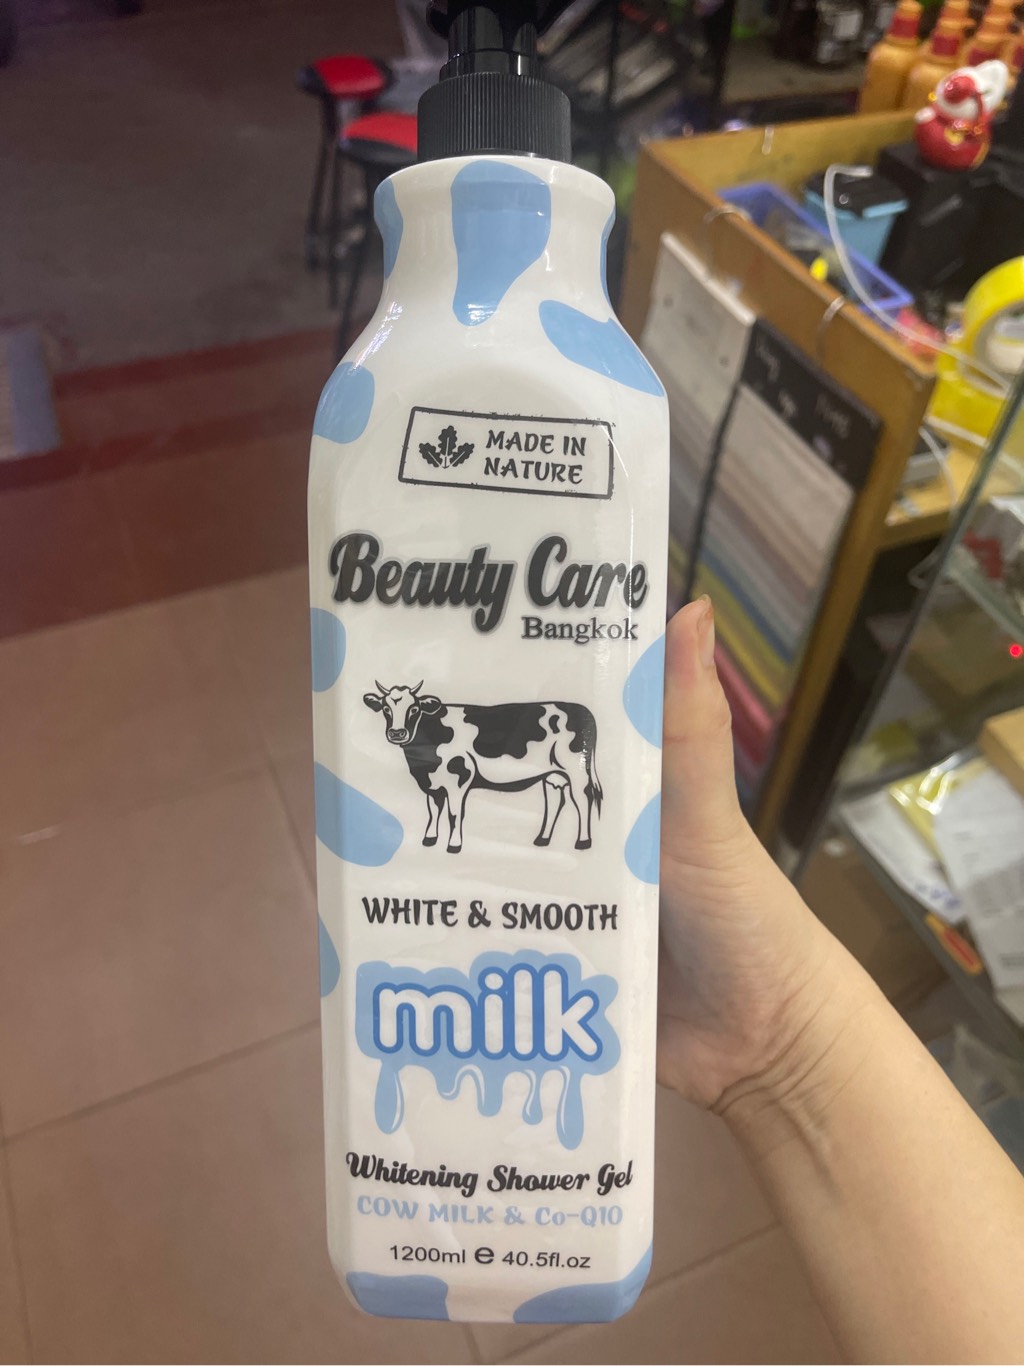 MADE IN
NATURE
Beauty Care
Bangkok
WHITE & SMOOTH
milk
Whitening Shower Gel
COW MILK & Co-Q10
1200ml e 40.5fl.oz